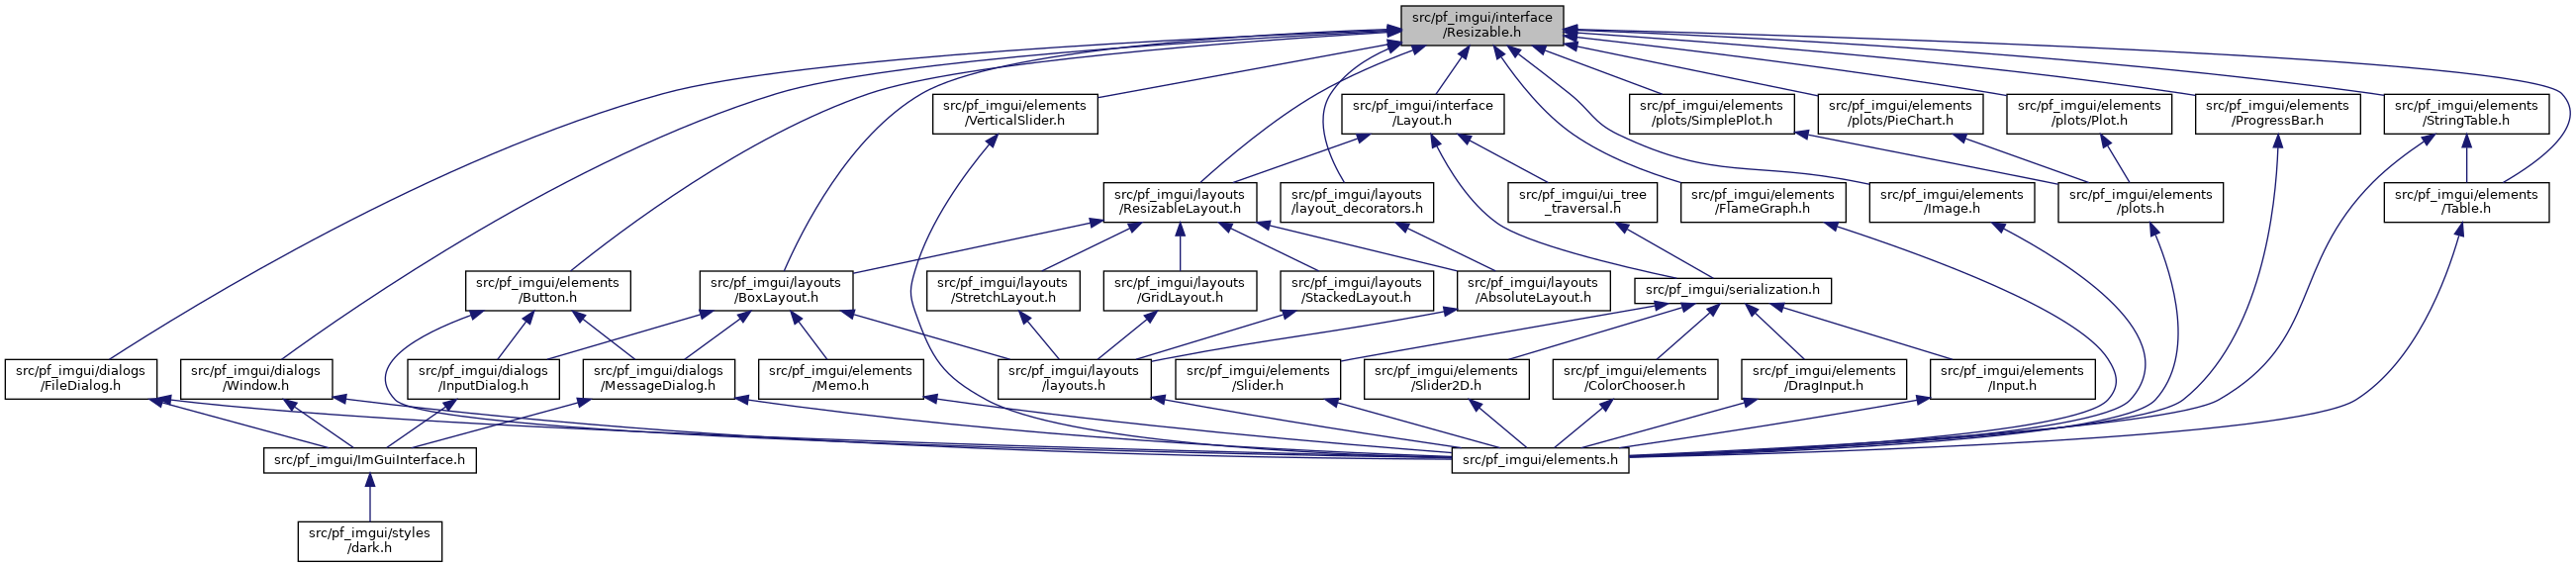 src/pf_imgui/interface
/Resizable.h
src/pf_imgui/elements
/VerticalSlider.h
src/pf_imgui/interface
/Layout.h
src/pf_imgui/elements
/plots/SimplePlot.h
src/pf_imgui/elements
/plots/PieChart.h
src/pf_imgui/elements
/plots/Plot.h
src/pf_imgui/elements
/ProgressBar.h
src/pf_imgui/elements
/StringTable.h
src/pf_imgui/layouts
/ResizableLayout.h
src/pf_imgui/layouts
/layout_decorators.h
src/pf_imgui/ui_tree
_traversal.h
src/pf_imgui/elements
/FlameGraph.h
src/pf_imgui/elements
/Image.h
src/pf_imgui/elements
/plots.h
src/pf_imgui/elements
/Table.h
src/pf_imgui/elements
/Button.h
src/pf_imgui/layouts
/BoxLayout.h
src/pf_imgui/layouts
/StretchLayout.h
src/pf_imgui/layouts
/GridLayout.h
src/pf_imgui/layouts
/StackedLayout.h
src/pf_imgui/layouts
/AbsoluteLayout.h
src/pf_imgui/serialization.h
src/pf_imgui/dialogs
/FileDialog.h
src/pf_imgui/dialogs
/Window.h
src/pf_imgui/dialogs
/InputDialog.h
src/pf_imgui/dialogs
/MessageDialog.h
src/pf_imgui/elements
/Memo.h
src/pf_imgui/layouts
/layouts.h
src/pf_imgui/elements
/Slider.h
src/pf_imgui/elements
/Slider2D.h
src/pf_imgui/elements
/ColorChooser.h
src/pf_imgui/elements
/DragInput.h
src/pf_imgui/elements
/Input.h
src/pf_imgui/ImGuiInterface.h
src/pf_imgui/elements.h
src/pf_imgui/styles
/dark.h